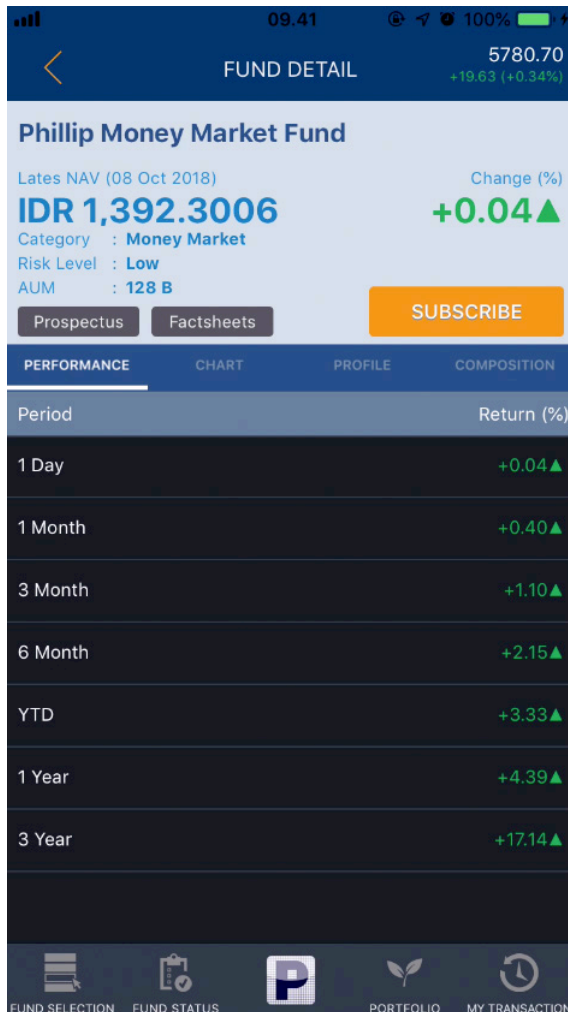 09.41 100%
FUND DETAIL
5780.70
+19.63 (+0.34%)
Phillip Money Market Fund
Lates NAV (08 Oct 2018) Change (%)
IDR 1,392.3006 +0.04▲
Category : Money Market
Risk Level : Low
AUM : 128 B
Prospectus Factsheets SUBSCRIBE
PERFORMANCE CHART PROFILE COMPOSITION
Period Return (%)
1 Day +0.04▲
1 Month +0.40▲
3 Month +1.10▲
6 Month +2.15▲
YTD +3.33▲
1 Year +4.39▲
3 Year +17.14▲
FUND SELECTION FUND STATUS PORTFOLIO MY TRANSACTION